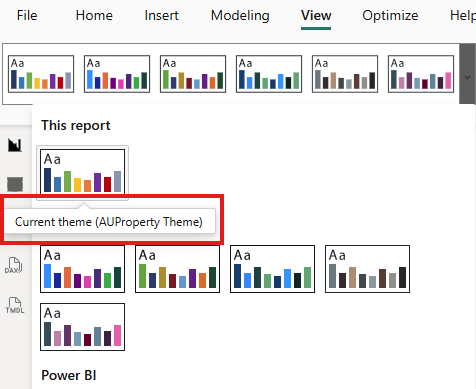 File Home Insert Modeling View Optimize Help
Aa Aa Aa Aa Aa Aa
This report
Aa
Current theme (AUProperty Theme)
DAX
Aa Aa Aa Aa
TMDL
Aa
Power BI